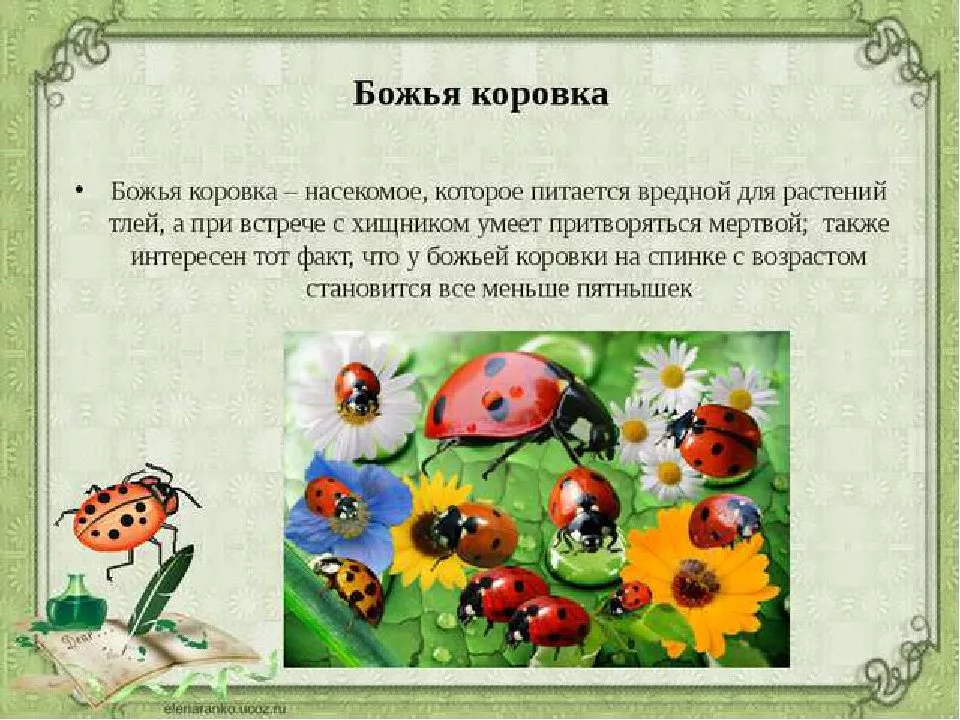 Божья коровка
• Божья коровка – насекомое, которое питается вредной для растений
тлей, а при встрече с хищником умеет притворяться мертвой;  также
интересен тот факт, что у божьей коровки на спинке с возрастом
становится все меньше пятнышек
Dear...
elenaranko.ucoz.ru